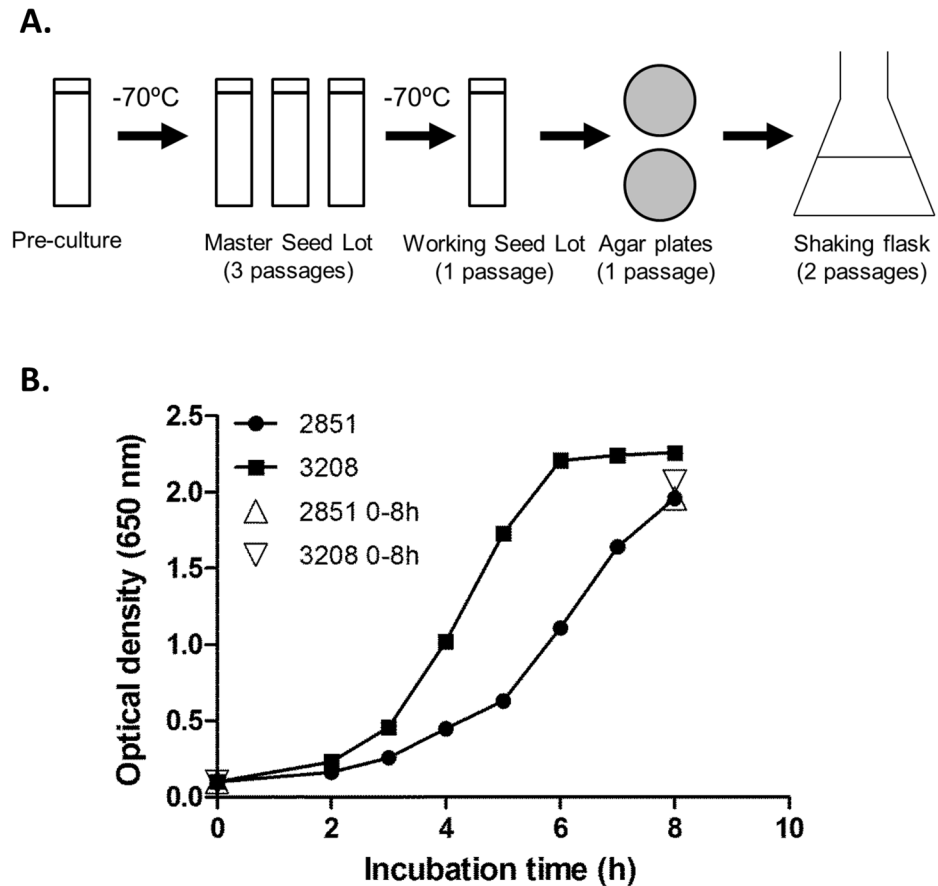 A.
-70ºC
-70ºC
Pre-culture
Master Seed Lot
(3 passages)
Working Seed Lot
(1 passage)
Agar plates
(1 passage)
Shaking flask
(2 passages)
B.
2851
3208
2851 0-8h
3208 0-8h
Optical density (650 nm)
2.5
2.0
1.5
1.0
0.5
0.0
0 2 4 6 8 10
Incubation time (h)